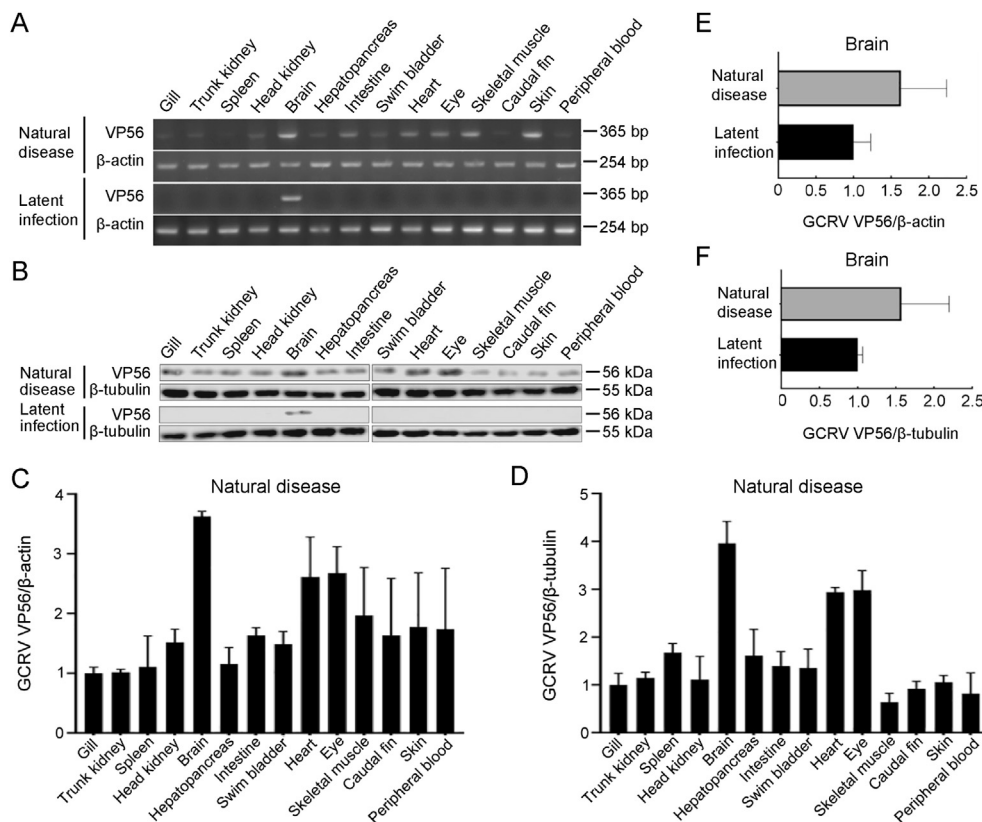 A
Gill
Trunk kidney
Spleen
Head kidney
Brain
Hepatopancreas
Intestine
Swim bladder
Heart
Eye
Skeletal muscle
Caudal fin
Skin
Peripheral blood
Natural
disease
VP56
365 bp
β-actin
254 bp
Latent
infection
VP56
365 bp
β-actin
254 bp
B
Gill
Trunk kidney
Spleen
Head kidney
Brain
Hepatopancreas
Intestine
Swim bladder
Heart
Eye
Skeletal muscle
Caudal fin
Skin
Peripheral blood
Natural
disease
VP56
56 kDa
β-tubulin
55 kDa
Latent
infection
VP56
56 kDa
β-tubulin
55 kDa
E
Brain
Natural
disease
Latent
infection
0 0.5 1.0 1.5 2.0 2.5
GCRV VP56/β-actin
F
Brain
Natural
disease
Latent
infection
0 0.5 1.0 1.5 2.0 2.5
GCRV VP56/β-tubulin
C
Natural disease
GCRV VP56/β-actin
4
3
2
1
0
Gill
Trunk kidney
Spleen
Head kidney
Brain
Hepatopancreas
Intestine
Swim bladder
Heart
Eye
Skeletal muscle
Caudal fin
Skin
Peripheral blood
D
Natural disease
GCRV VP56/β-tubulin
5
4
3
2
1
0
Gill
Trunk kidney
Spleen
Head kidney
Brain
Hepatopancreas
Intestine
Swim bladder
Heart
Eye
Skeletal muscle
Caudal fin
Skin
Peripheral blood